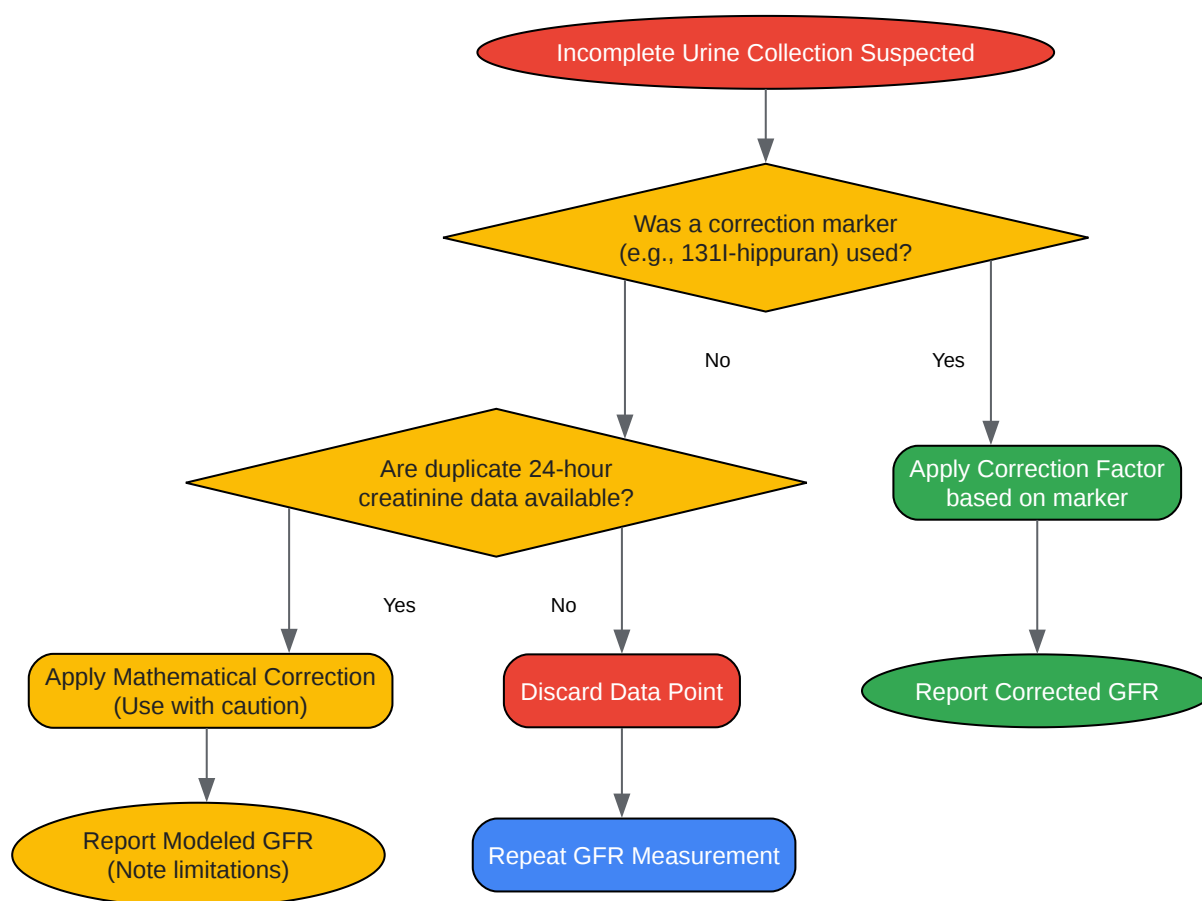 Incomplete Urine Collection Suspected
Was a correction marker
(e.g., 131I-hippuran) used?
No
Yes
Are duplicate 24-hour
creatinine data available?
Apply Correction Factor
based on marker
Yes
No
Apply Mathematical Correction
(Use with caution)
Discard Data Point
Report Corrected GFR
Report Modeled GFR
(Note limitations)
Repeat GFR Measurement